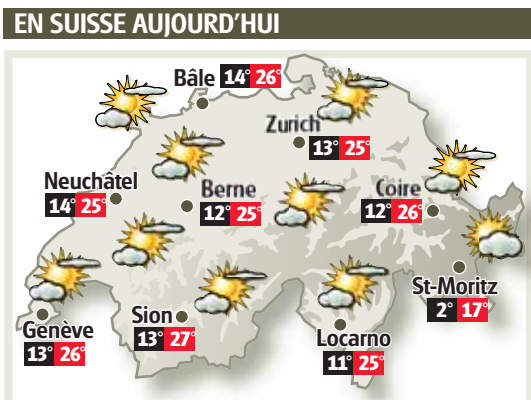 EN SUISSE AUJOURD'HUI
Bâle 14° 26°
Zurich
13° 25°
Neuchâtel
14° 25°
Berne
12° 25°
Coire
12° 26°
St-Moritz
2° 17°
Genève
13° 26°
Sion
13° 27°
Locarno
11° 25°